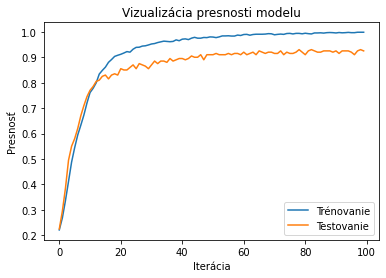 Vizualizácia presnosti modelu
Presnosť
1.0
0.9
0.8
0.7
0.6
0.5
0.4
0.3
0.2
0 20 40 60 80 100
Iterácia
Trénovanie
Testovanie